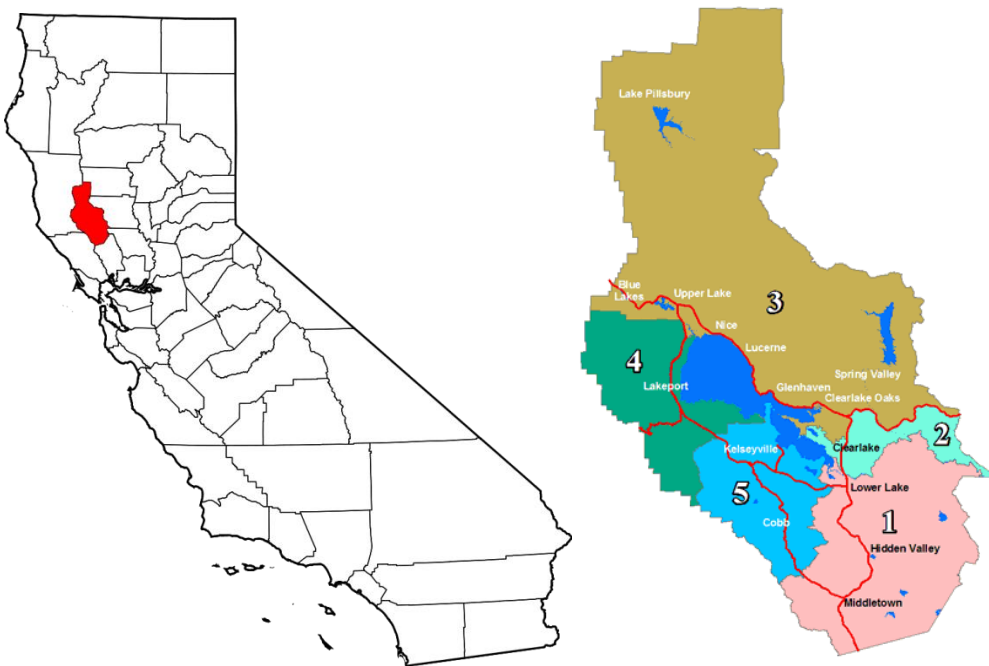 Lake Pillsbury
Blue
Lakes
Upper Lake
3
Nice
Lucerne
4
Spring Valley
Lakeport
Glenhaven
Clearlake Oaks
2
Kelseyville
Clearlake
5
Lower Lake
1
Cobb
Hidden Valley
Middletown